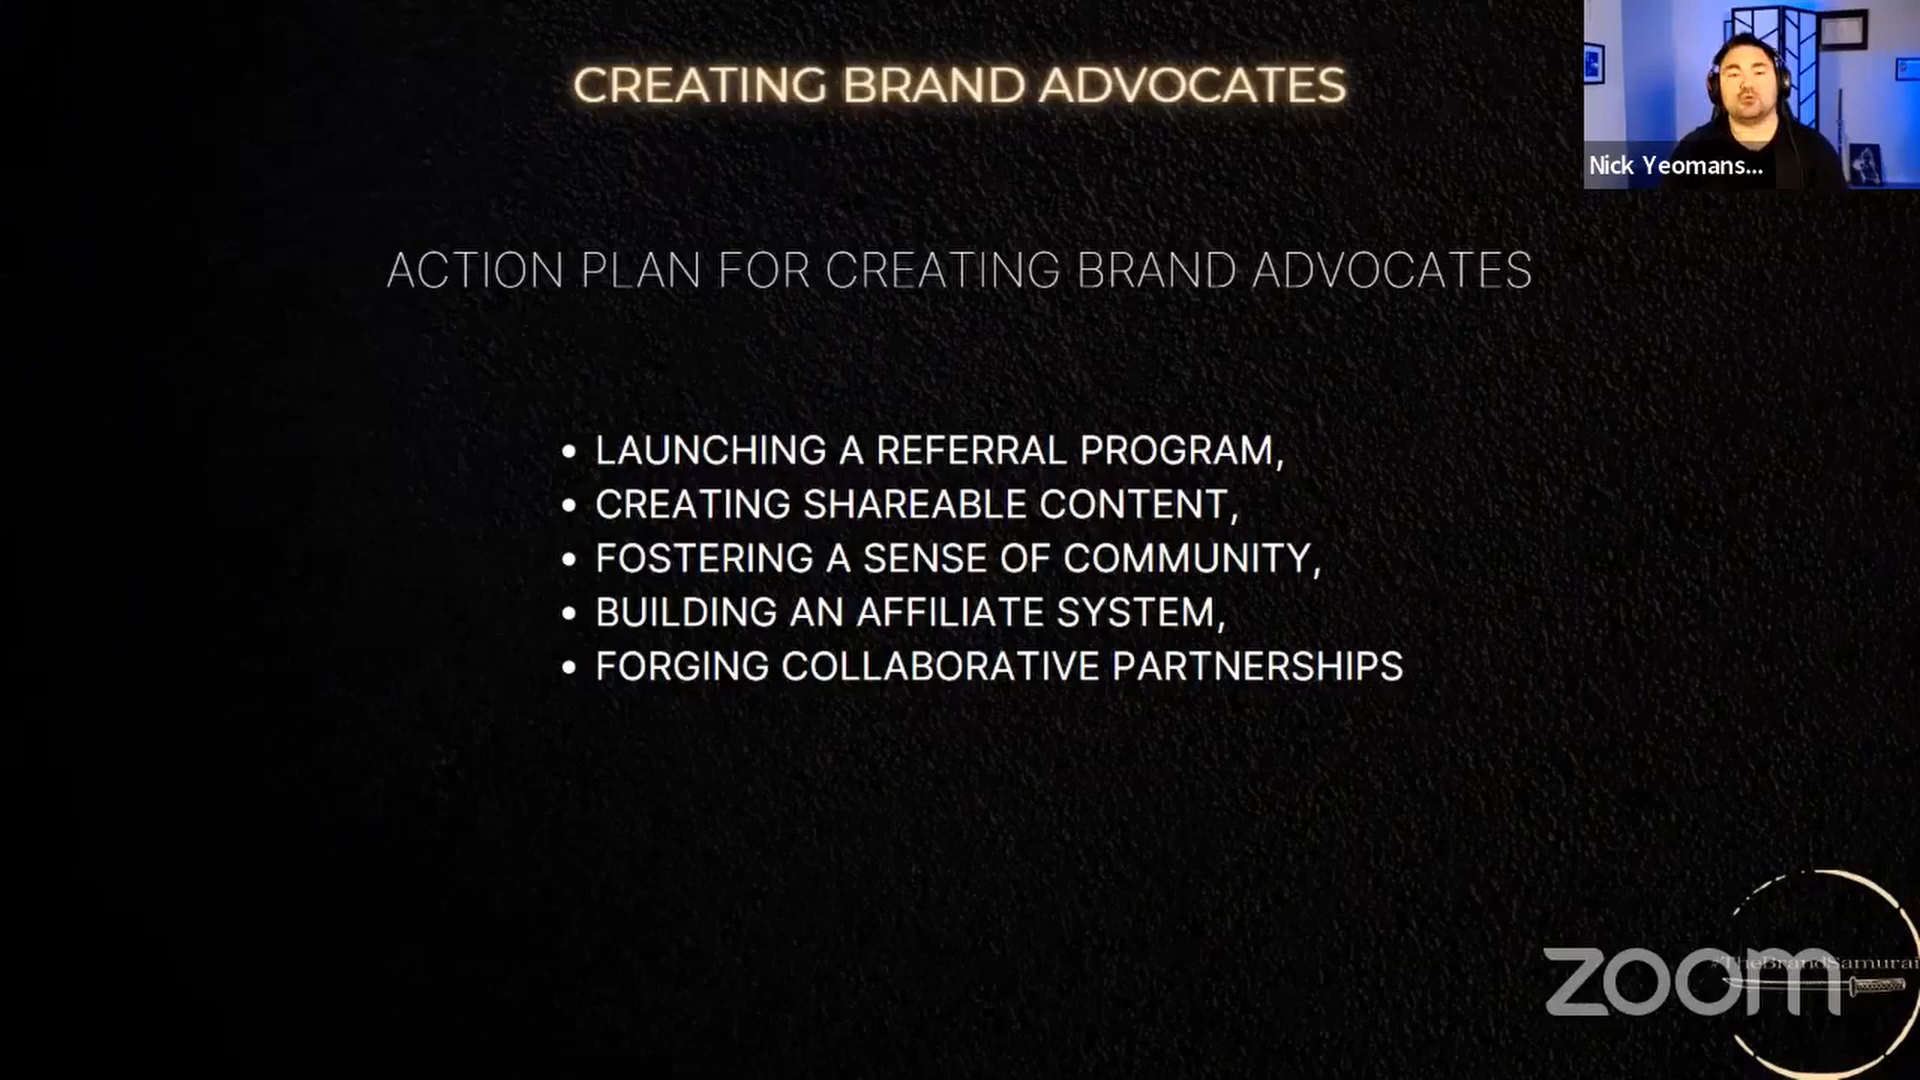 CREATING BRAND ADVOCATES
Nick Yeomans...
ACTION PLAN FOR CREATING BRAND ADVOCATES
• LAUNCHING A REFERRAL PROGRAM,
• CREATING SHAREABLE CONTENT,
• FOSTERING A SENSE OF COMMUNITY,
• BUILDING AN AFFILIATE SYSTEM,
• FORGING COLLABORATIVE PARTNERSHIPS
#TheBrandSamurai
zoom